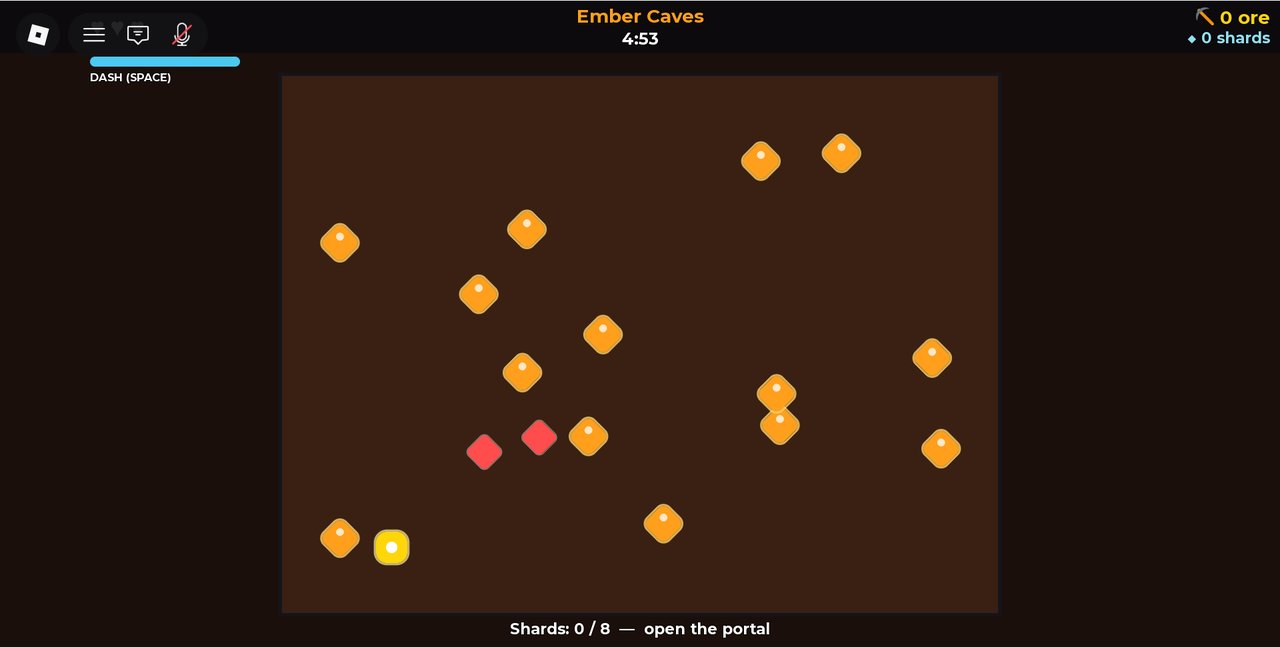 Ember Caves
4:53
0 ore
0 shards
DASH (SPACE)
Shards: 0 / 8 — open the portal